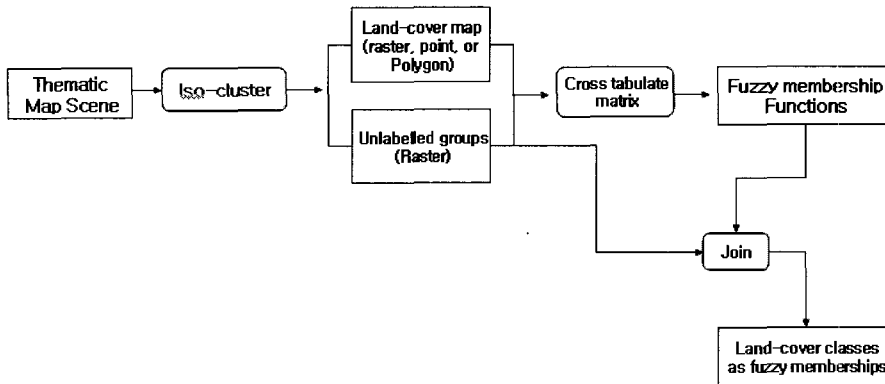 Thematic
Map Scene
Iso-cluster
Land-cover map
(raster, point, or
Polygon)
Unlabelled groups
(Raster)
Cross tabulate
matrix
Fuzzy membership
Functions
Join
Land-cover classes
as fuzzy memberships